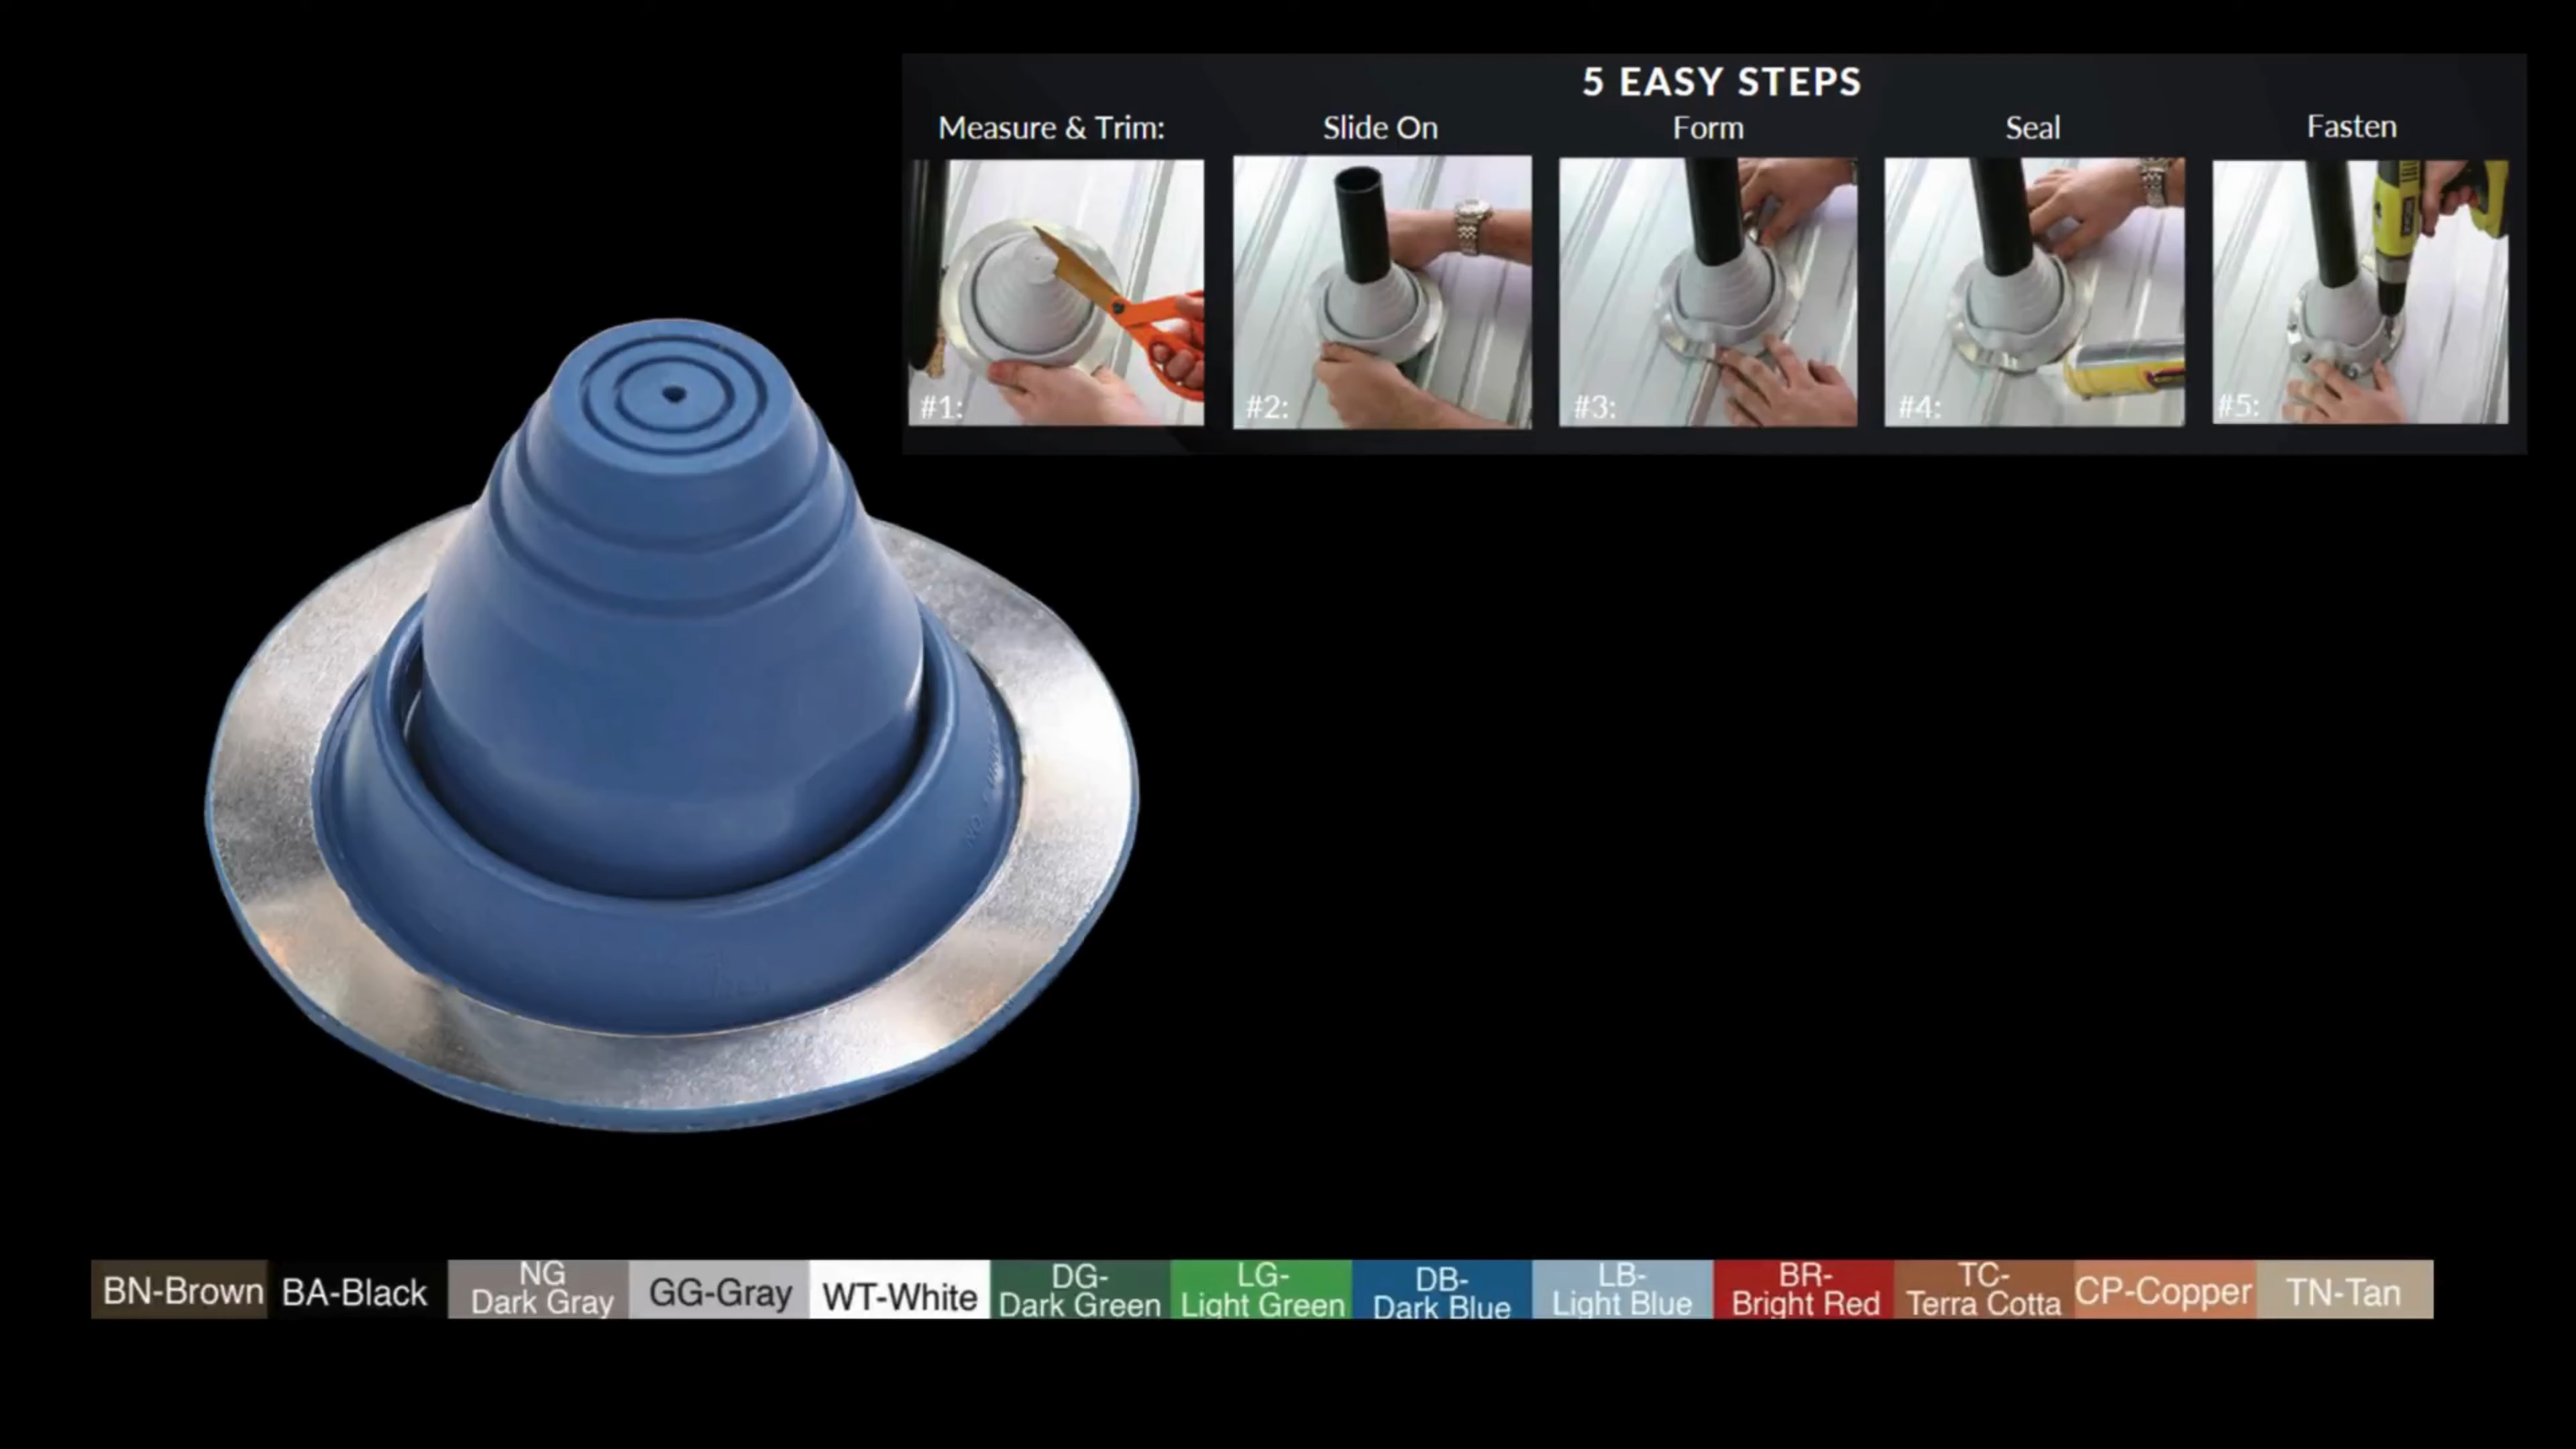 5 EASY STEPS
Measure & Trim:
Slide On
Form
Seal
Fasten
#1:
#2:
#3:
#4:
#5:
BN-Brown
BA-Black
NG
Dark Gray
GG-Gray
WT-White
DG-
Dark Green
LG-
Light Green
DB-
Dark Blue
LB-
Light Blue
BR-
Bright Red
TC-
Terra Cotta
CP-Copper
TN-Tan